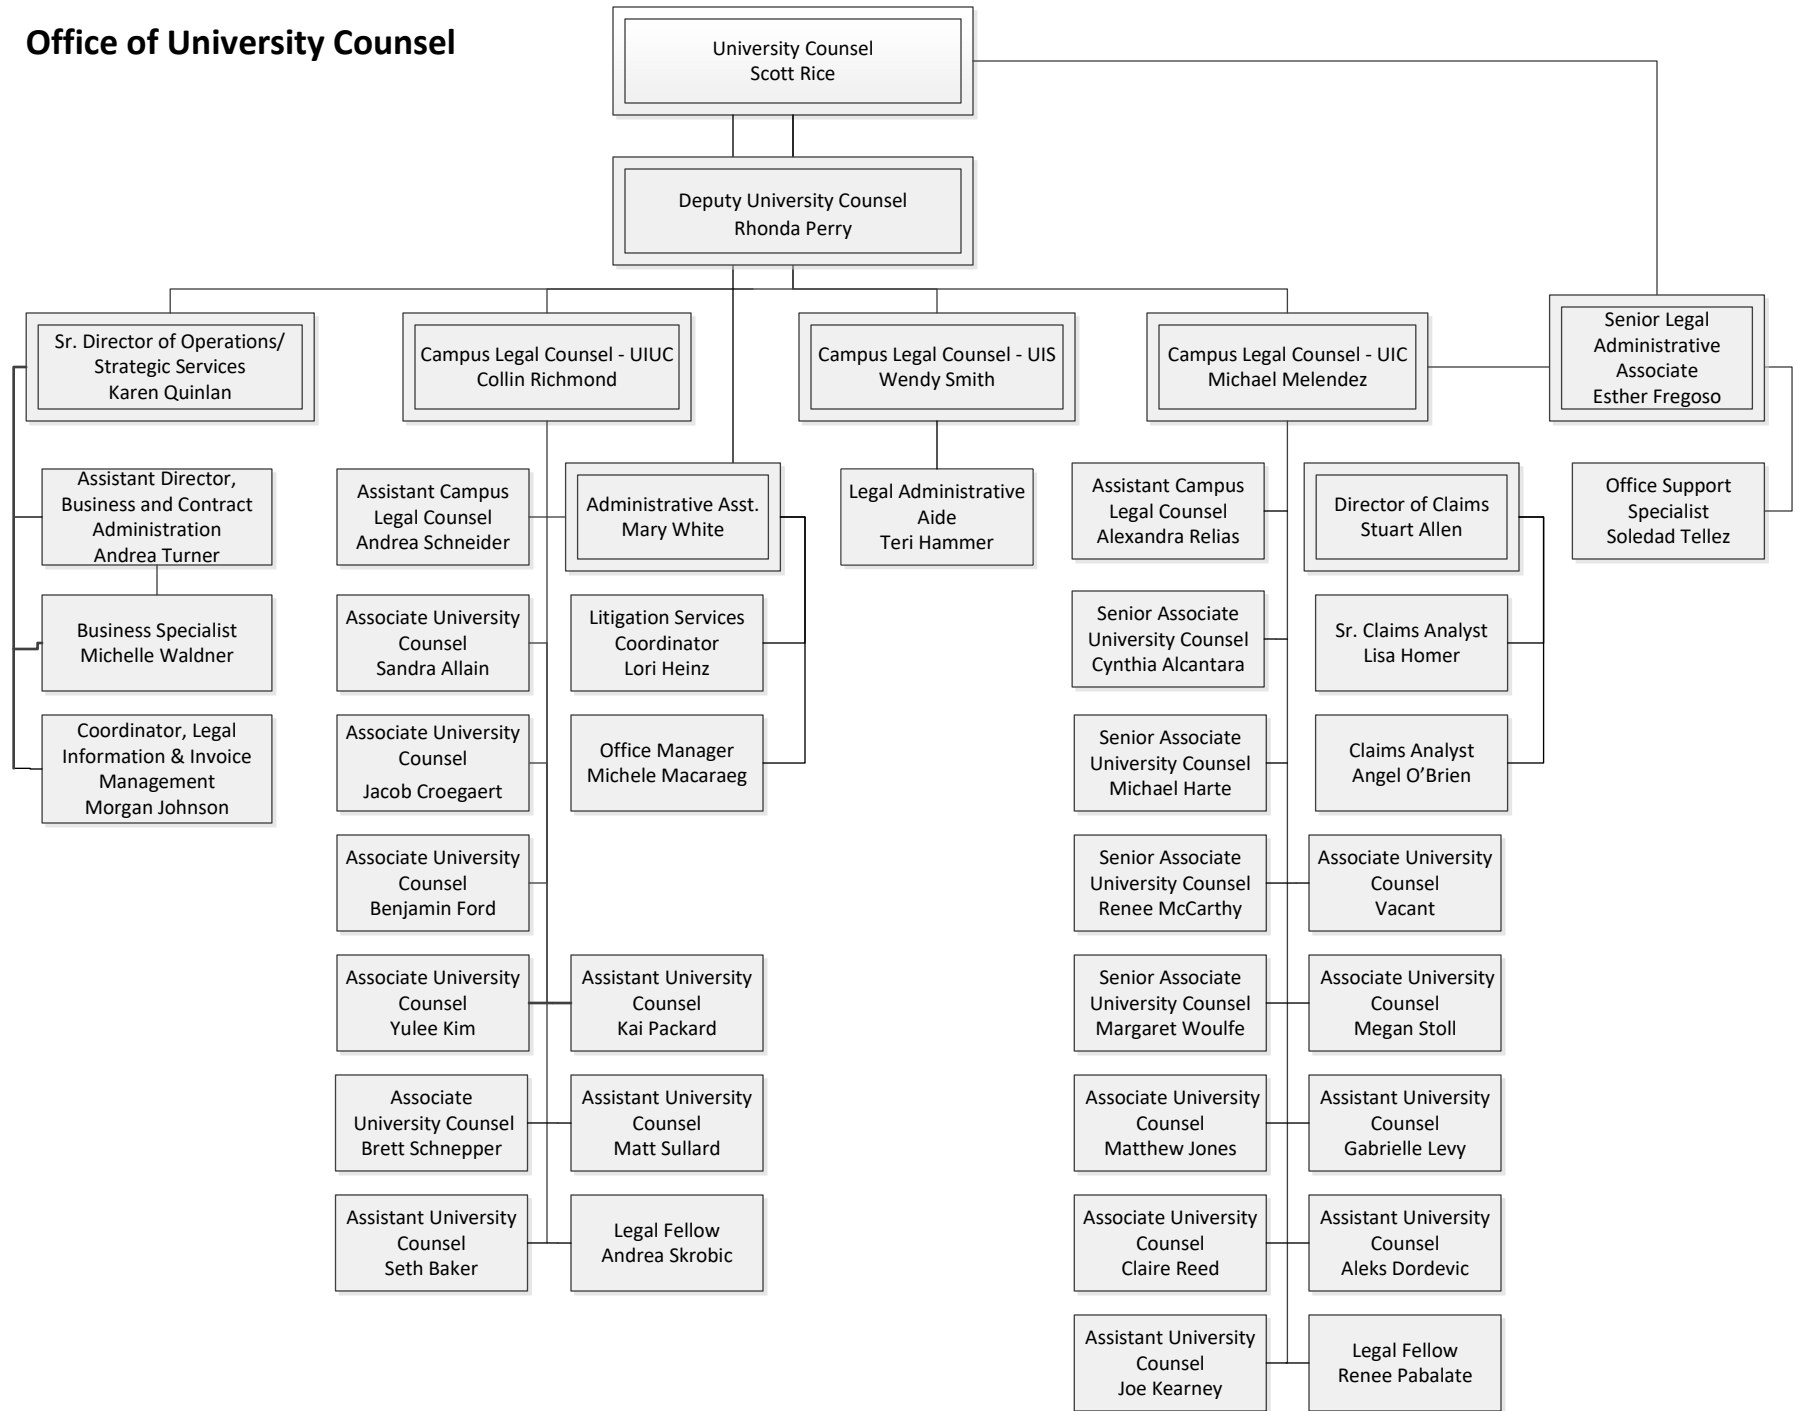 Office of University Counsel
University Counsel
Scott Rice
Deputy University Counsel
Rhonda Perry
Sr. Director of Operations/
Strategic Services
Karen Quinlan
Campus Legal Counsel - UIUC
Collin Richmond
Campus Legal Counsel - UIS
Wendy Smith
Campus Legal Counsel - UIC
Michael Melendez
Senior Legal
Administrative
Associate
Esther Fregoso
Assistant Director,
Business and Contract
Administration
Andrea Turner
Business Specialist
Michelle Waldner
Coordinator, Legal
Information & Invoice
Management
Morgan Johnson
Assistant Campus
Legal Counsel
Andrea Schneider
Associate University
Counsel
Sandra Allain
Associate University
Counsel
Jacob Croegaert
Associate University
Counsel
Benjamin Ford
Associate University
Counsel
Yulee Kim
Associate
University Counsel
Brett Schnepper
Assistant University
Counsel
Seth Baker
Administrative Asst.
Mary White
Litigation Services
Coordinator
Lori Heinz
Office Manager
Michele Macaraeg
Assistant University
Counsel
Kai Packard
Assistant University
Counsel
Matt Sullard
Legal Fellow
Andrea Skrobic
Legal Administrative
Aide
Teri Hammer
Assistant Campus
Legal Counsel
Alexandra Relias
Senior Associate
University Counsel
Cynthia Alcantara
Senior Associate
University Counsel
Michael Harte
Senior Associate
University Counsel
Renee McCarthy
Senior Associate
University Counsel
Margaret Woulfe
Associate University
Counsel
Matthew Jones
Associate University
Counsel
Claire Reed
Assistant University
Counsel
Joe Kearney
Director of Claims
Stuart Allen
Sr. Claims Analyst
Lisa Homer
Claims Analyst
Angel O’Brien
Associate University
Counsel
Vacant
Associate University
Counsel
Megan Stoll
Assistant University
Counsel
Gabrielle Levy
Assistant University
Counsel
Aleks Dordevic
Legal Fellow
Renee Pabalate
Office Support
Specialist
Soledad Tellez